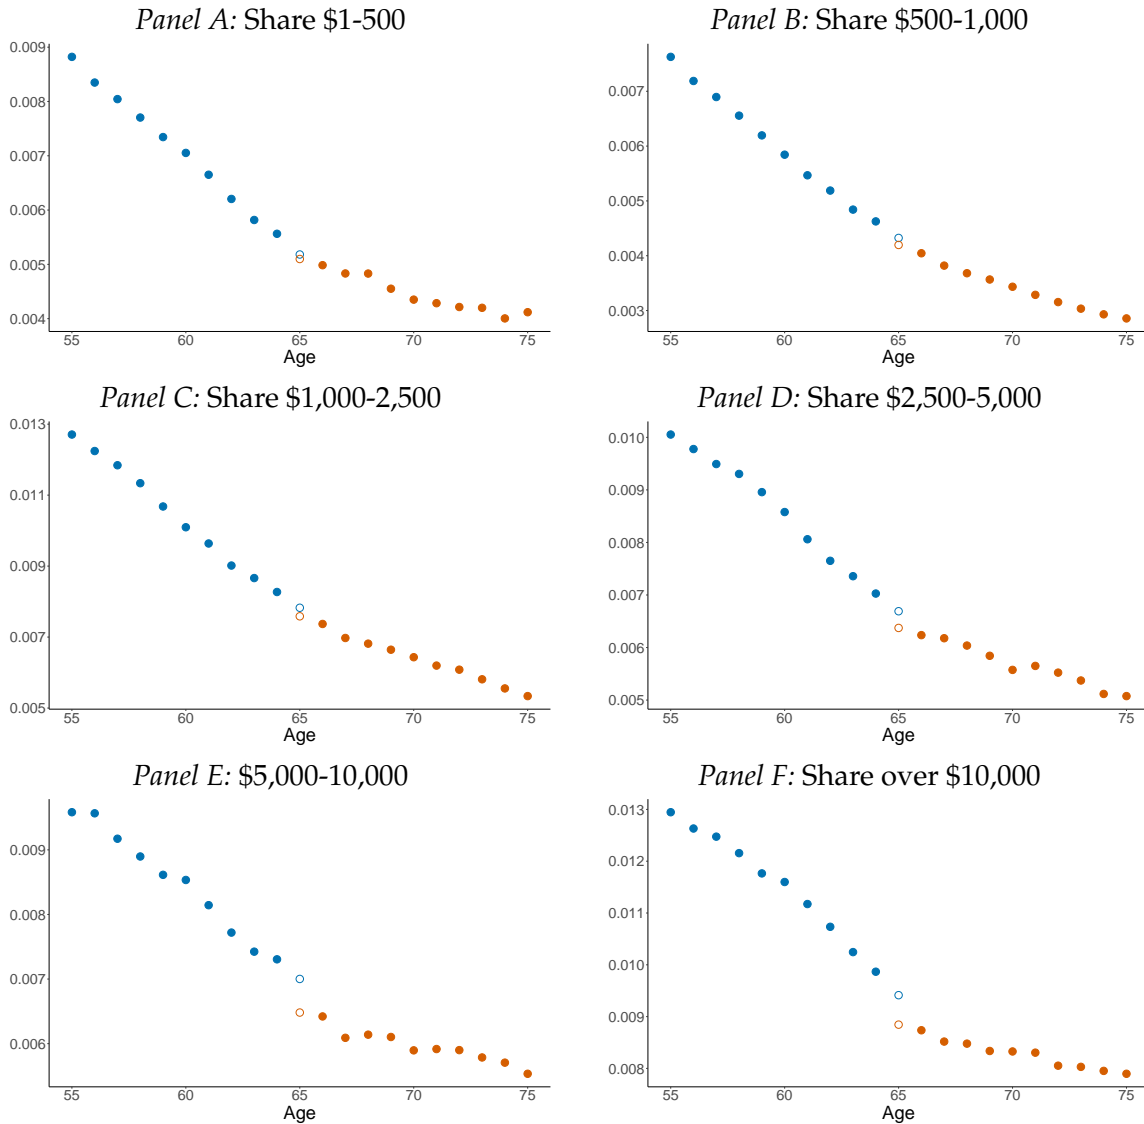 Panel A: Share $1-500
0.009
0.008
0.007
0.006
0.005
0.004
55 60 65 70 75
Age
Panel B: Share $500-1,000
0.007
0.006
0.005
0.004
0.003
55 60 65 70 75
Age
Panel C: Share $1,000-2,500
0.013
0.011
0.009
0.007
0.005
55 60 65 70 75
Age
Panel D: Share $2,500-5,000
0.010
0.009
0.008
0.007
0.006
0.005
55 60 65 70 75
Age
Panel E: $5,000-10,000
0.009
0.008
0.007
0.006
55 60 65 70 75
Age
Panel F: Share over $10,000
0.013
0.012
0.011
0.010
0.009
0.008
55 60 65 70 75
Age